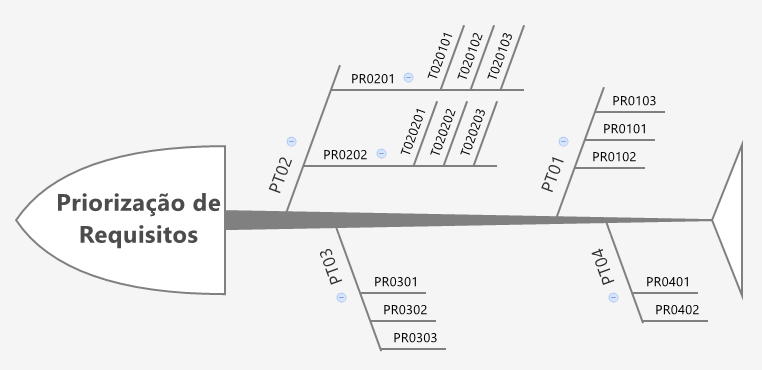 Priorização de
Requisitos
PT02
PR0201
T020101
T020102
T020103
PR0202
T020201
T020202
T020203
PT01
PR0103
PR0101
PR0102
PT03
PR0301
PR0302
PR0303
PT04
PR0401
PR0402